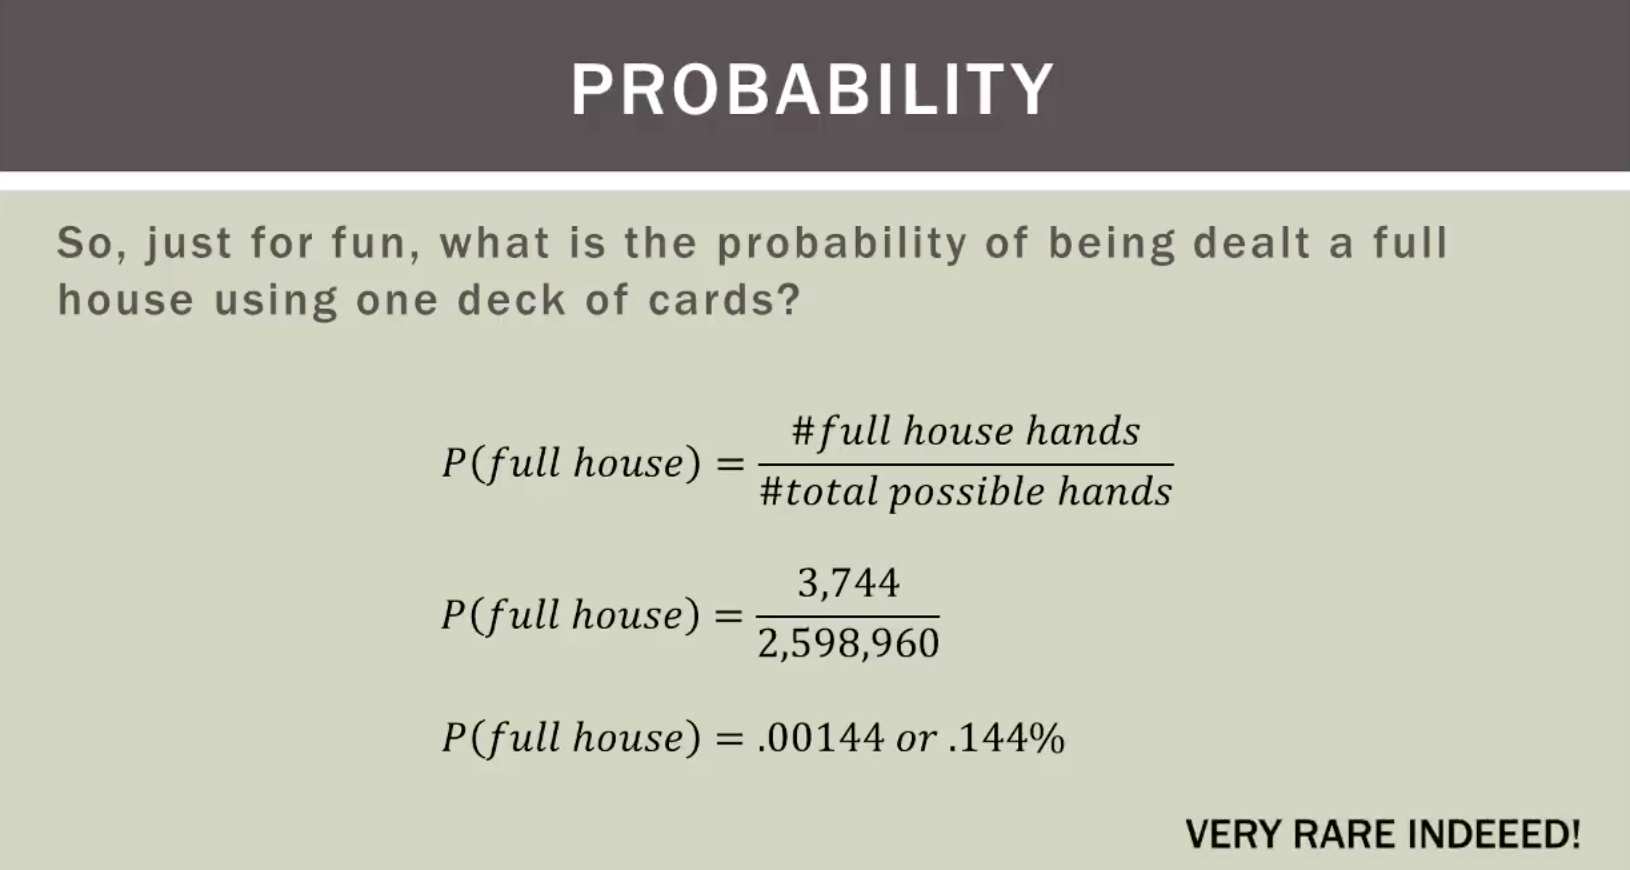 PROBABILITY
So, just for fun, what is the probability of being dealt a full
house using one deck of cards?
P(full house) = #full house hands / #total possible hands
P(full house) = 3,744 / 2,598,960
P(full house) = .00144 or .144%
VERY RARE INDEEED!